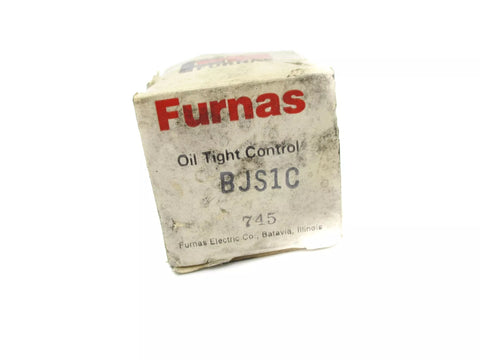 Furnas
Oil Tight Control
BJS1C
745
Furnas Electric Co., Batavia, Illinois